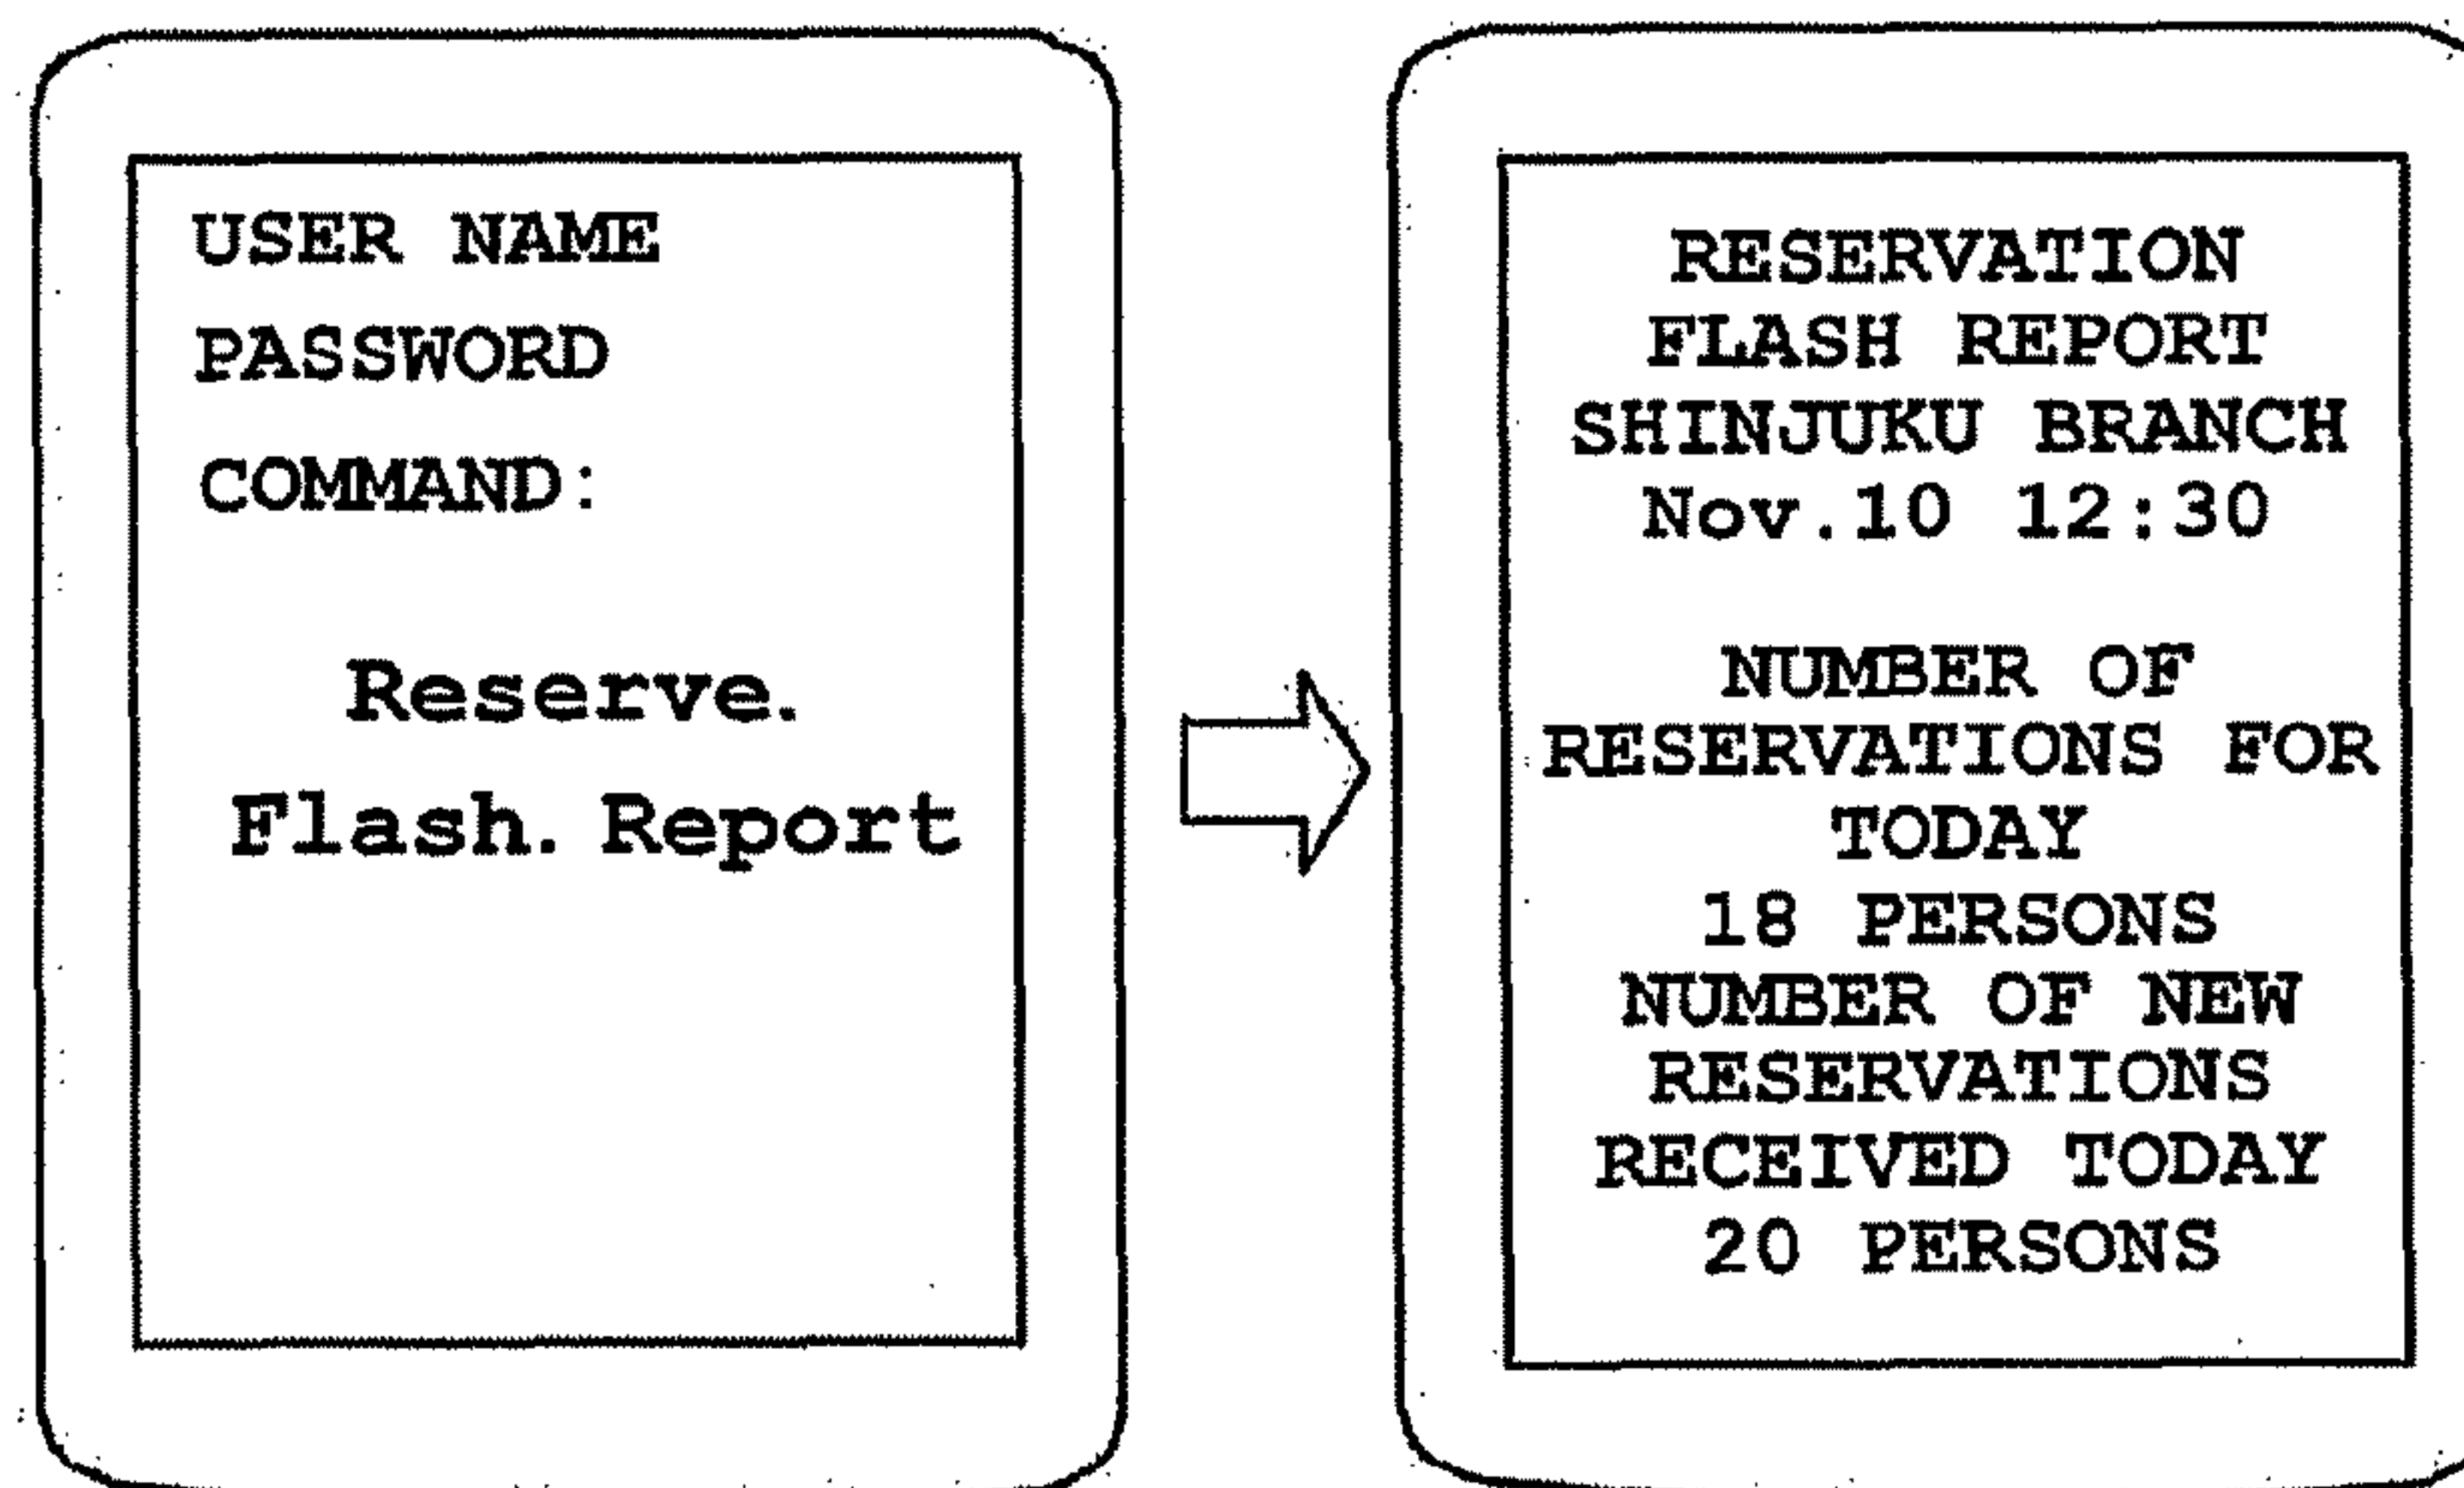 USER NAME
PASSWORD
COMMAND:
Reserve.
Flash. Report
RESERVATION
FLASH REPORT
SHINJUKU BRANCH
Nov.10 12:30
NUMBER OF
RESERVATIONS FOR
TODAY
18 PERSONS
NUMBER OF NEW
RESERVATIONS
RECEIVED TODAY
20 PERSONS